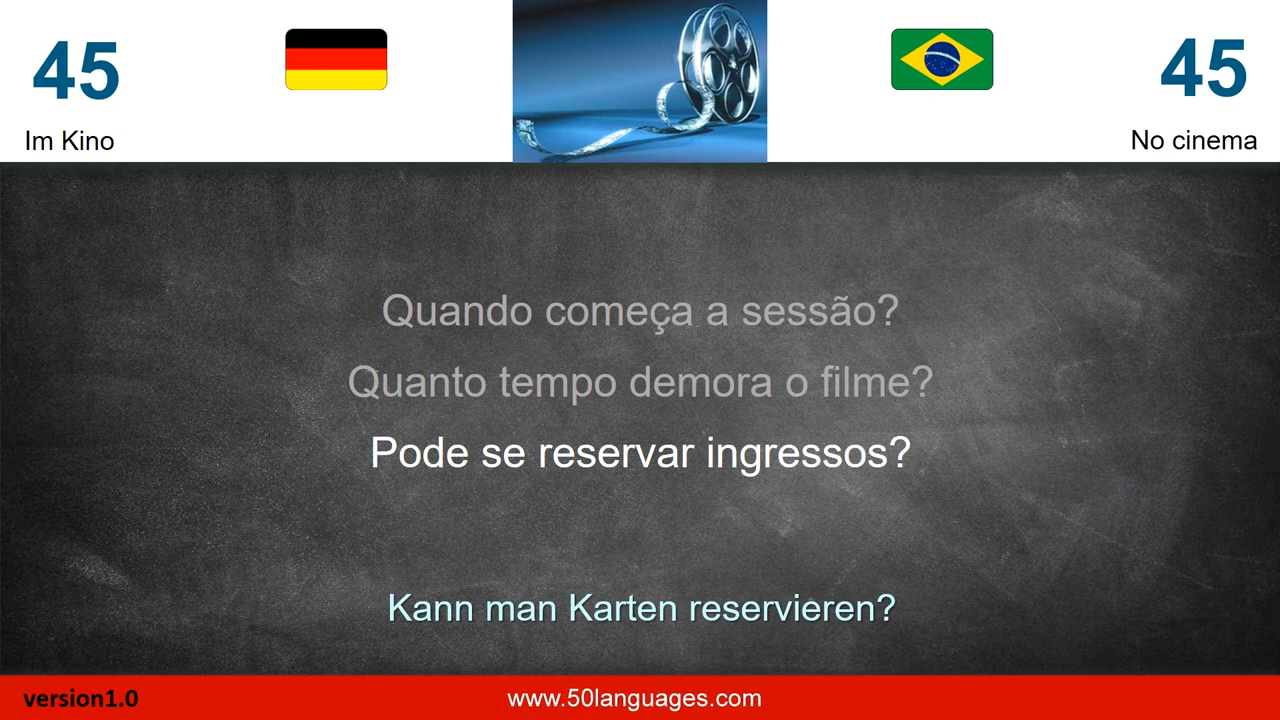 45
45
Im Kino
No cinema
Quando começa a sessão?
Quanto tempo demora o filme?
Pode se reservar ingressos?
Kann man Karten reservieren?
version1.0
www.50languages.com